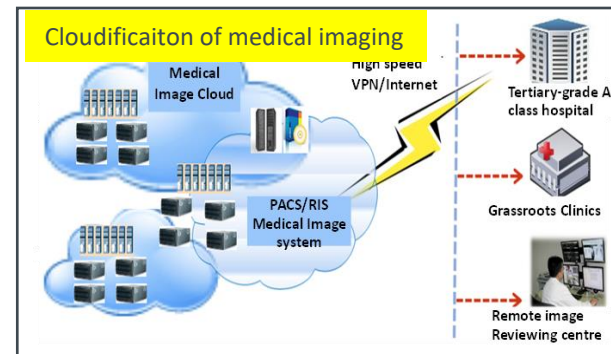 Cloudificaiton of medical imaging
Medical
Image Cloud
High speed
VPN/Internet
Tertiary-grade A
class hospital
PACS/RIS
Medical Image
system
Grassroots Clinics
Remote image
Reviewing centre